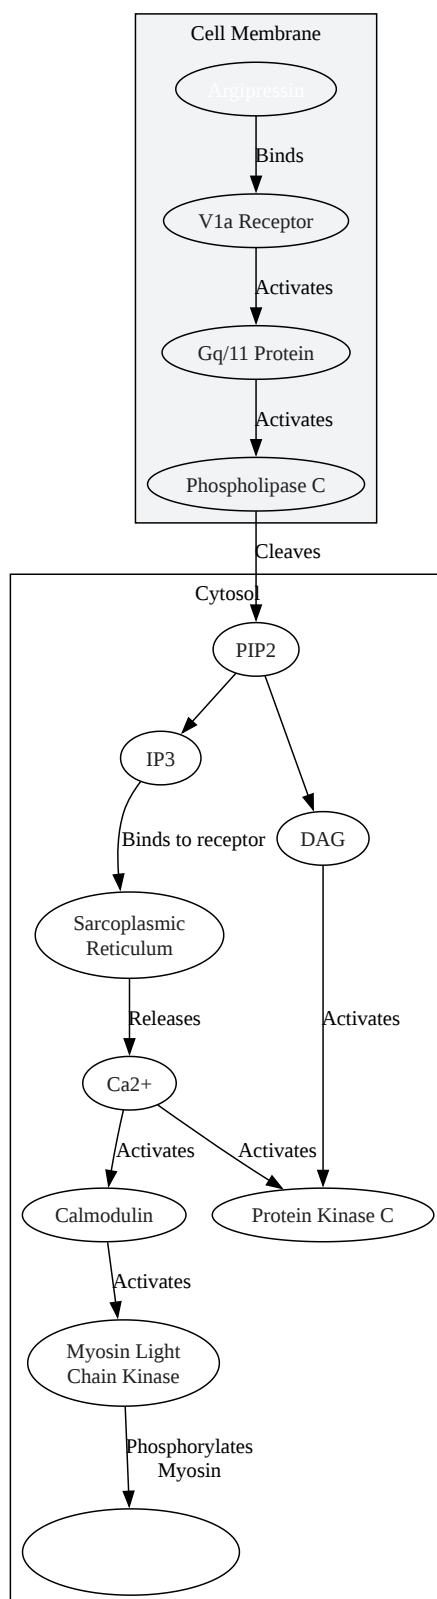 Cell Membrane
Argipressin
Binds
V1a Receptor
Activates
Gq/11 Protein
Activates
Phospholipase C
Cleaves
Cytosol
PIP2
IP3
DAG
Binds to receptor
Sarcoplasmic
Reticulum
Releases
Activates
Ca2+
Activates
Activates
Calmodulin
Protein Kinase C
Activates
Myosin Light
Chain Kinase
Phosphorylates
Myosin